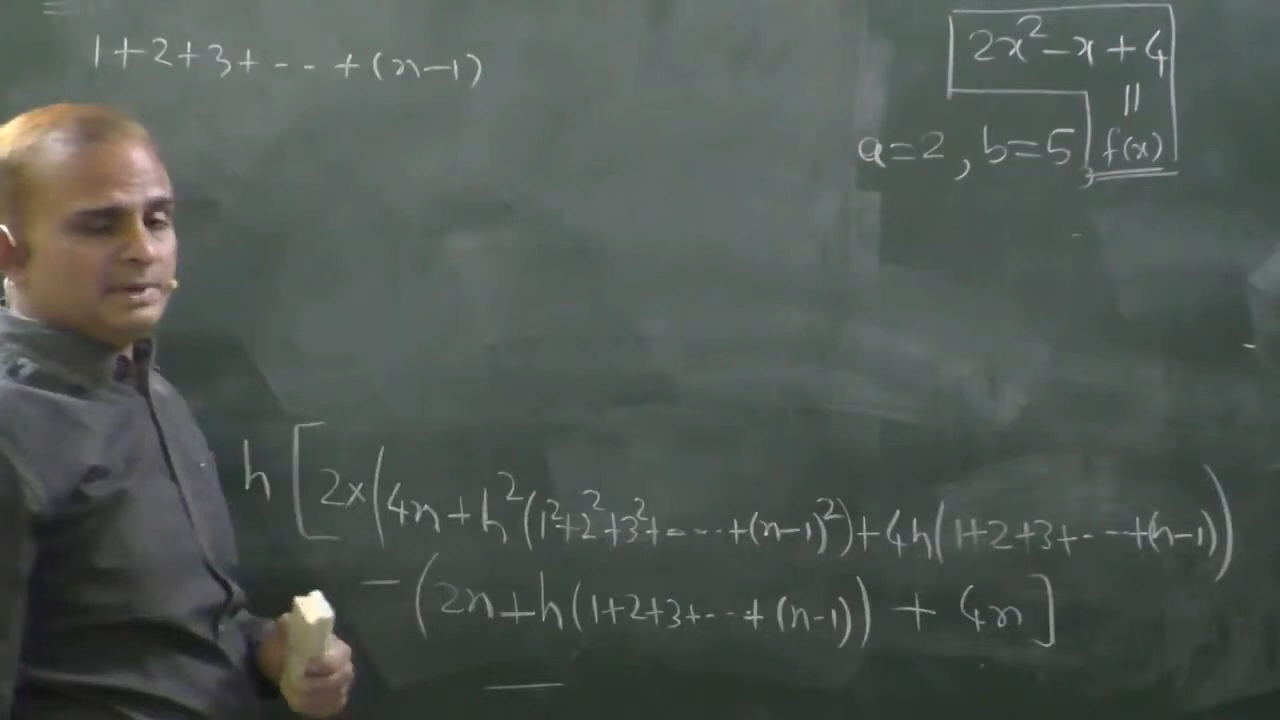 1+2+3+---+(n-1)
2x²-x+4
||
a=2, b=5, f(x)
h[2×(4n+h²(1²+2²+3²+---+(n-1)²)+4h(1+2+3+---+(n-1))
-(2n+h(1+2+3+---+(n-1))+4n]